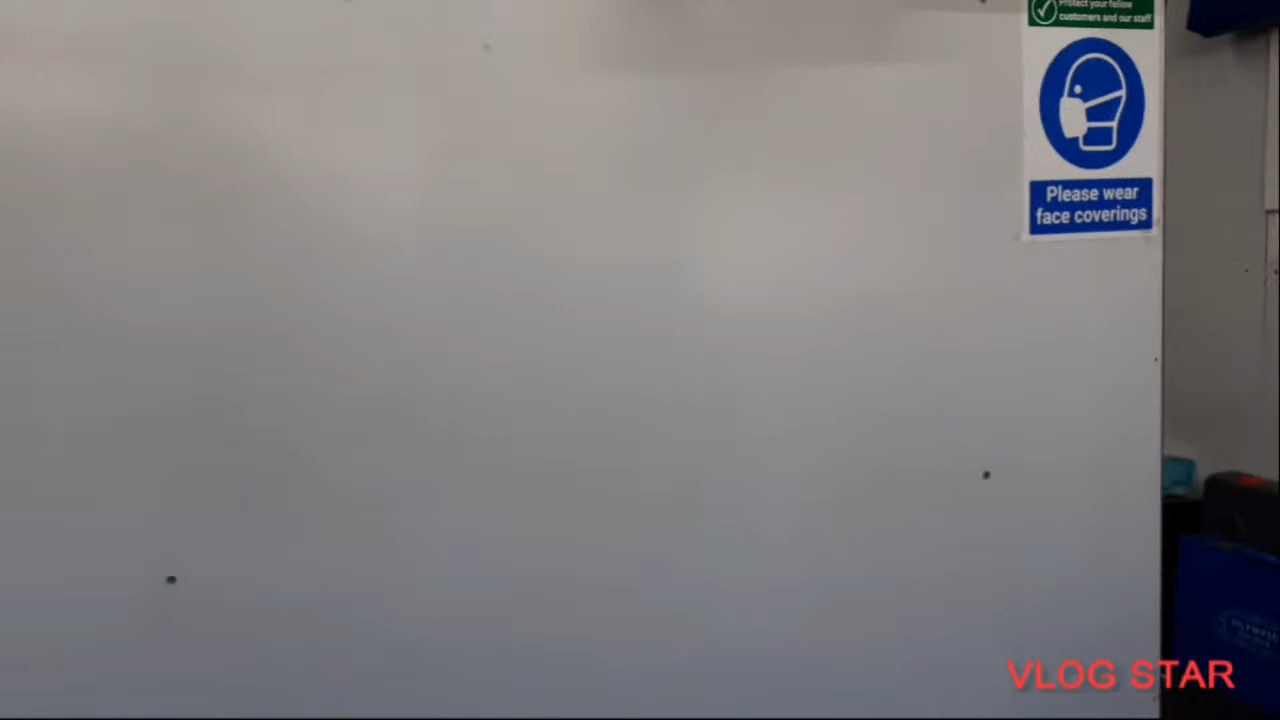 Protect your fellow
customers and our staff
Please wear
face coverings
VLOG STAR